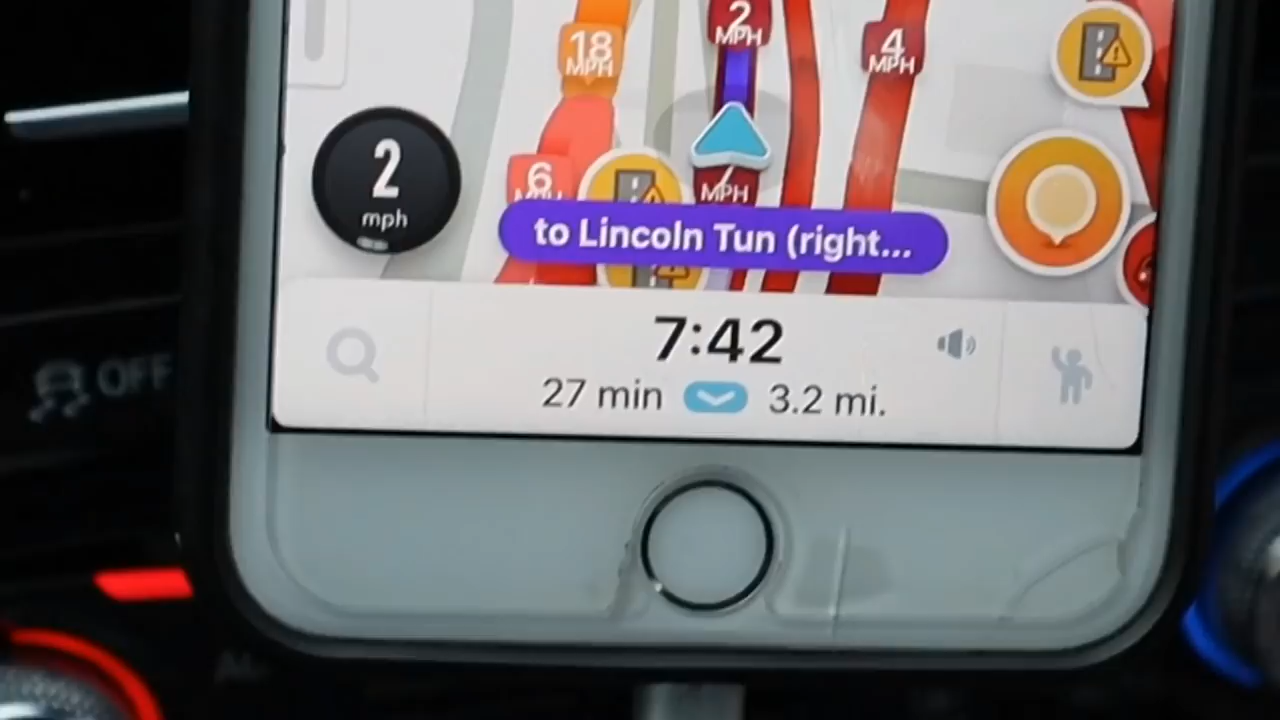 2
MPH
18
MPH
4
MPH
2
mph
6
MPH
to Lincoln Tun (right...
7:42
27 min
3.2 mi.
OFF